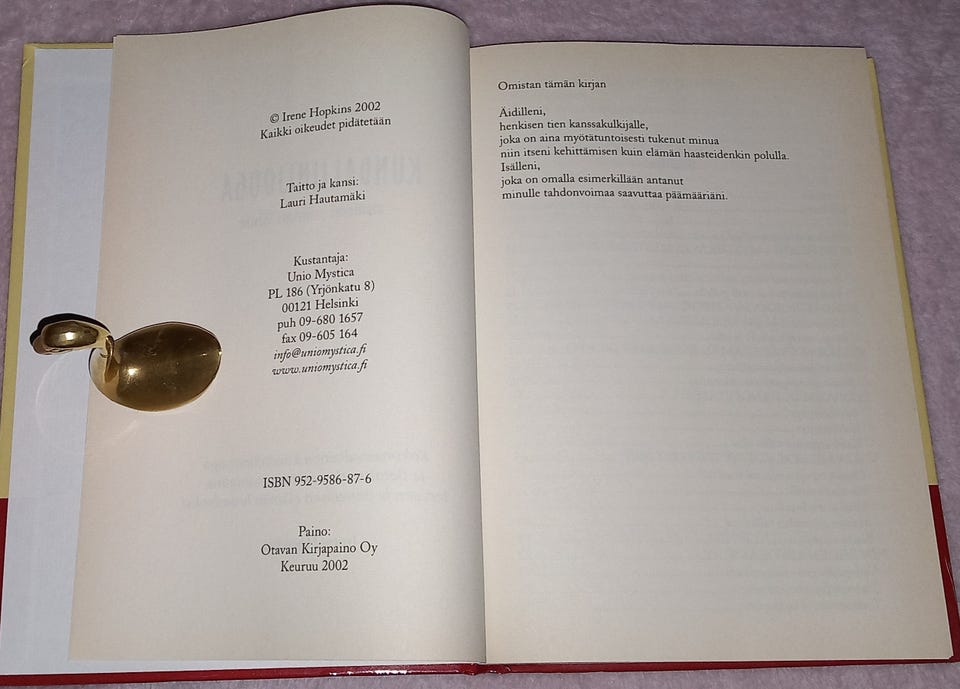 © Irene Hopkins 2002
Kaikki oikeudet pidätetään
Taitto ja kansi:
Lauri Hautamäki
Kustantaja:
Unio Mystica
PL 186 (Yrjönkatu 8)
00121 Helsinki
puh 09-680 1657
fax 09-605 164
info@uniomystica.fi
www.uniomystica.fi
ISBN 952-9586-87-6
Paino:
Otavan Kirjapaino Oy
Keuruu 2002
Omistan tämän kirjan
Äidilleni,
henkisen tien kanssakulkijalle,
joka on aina myötätuntoisesti tukenut minua
niin itseni kehittämisen kuin elämän haasteidenkin polulla.
Isälleni,
joka on omalla esimerkillään antanut
minulle tahdonvoimaa saavuttaa päämääriäni.